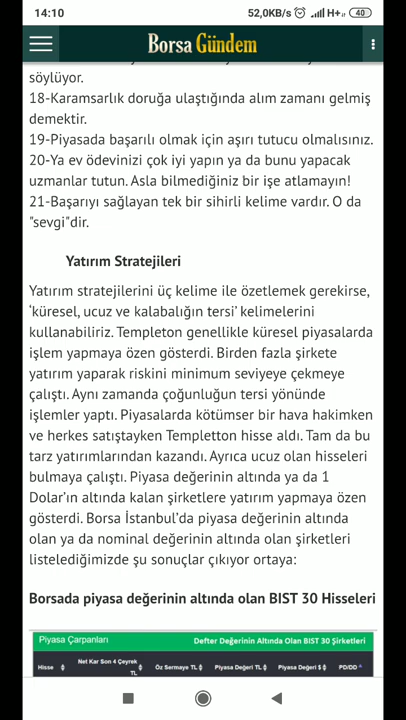 14:10
52,0KB/s H+ 40
Borsa Gündem
söylüyor.
18-Karamsarlık doruğa ulaştığında alım zamanı gelmiş
demektir.
19-Piyasada başarılı olmak için aşırı tutucu olmalısınız.
20-Ya ev ödevinizi çok iyi yapın ya da bunu yapacak
uzmanlar tutun. Asla bilmediğiniz bir işe atlamayın!
21-Başarıyı sağlayan tek bir sihirli kelime vardır. O da
"sevgi"dir.
Yatırım Stratejileri
Yatırım stratejilerini üç kelime ile özetlemek gerekirse,
‘küresel, ucuz ve kalabalığın tersi’ kelimelerini
kullanabiliriz. Templeton genellikle küresel piyasalarda
işlem yapmaya özen gösterdi. Birden fazla şirkete
yatırım yaparak riskini minimum seviyeye çekmeye
çalıştı. Aynı zamanda çoğunluğun tersi yönünde
işlemler yaptı. Piyasalarda kötümser bir hava hakimken
ve herkes satıştayken Templetton hisse aldı. Tam da bu
tarz yatırımlarından kazandı. Ayrıca ucuz olan hisseleri
bulmaya çalıştı. Piyasa değerinin altında ya da 1
Dolar’ın altında kalan şirketlere yatırım yapmaya özen
gösterdi. Borsa İstanbul’da piyasa değerinin altında
olan ya da nominal değerinin altında olan şirketleri
listelediğimizde şu sonuçlar çıkıyor ortaya:
Borsada piyasa değerinin altında olan BIST 30 Hisseleri
Piyasa Çarpanları Defter Değerinin Altında Olan BIST 30 Şirketleri
Hisse Net Kar Son 4 Çeyrek TL Öz Sermaye TL Piyasa Değeri TL Piyasa Değeri $ PD/DD